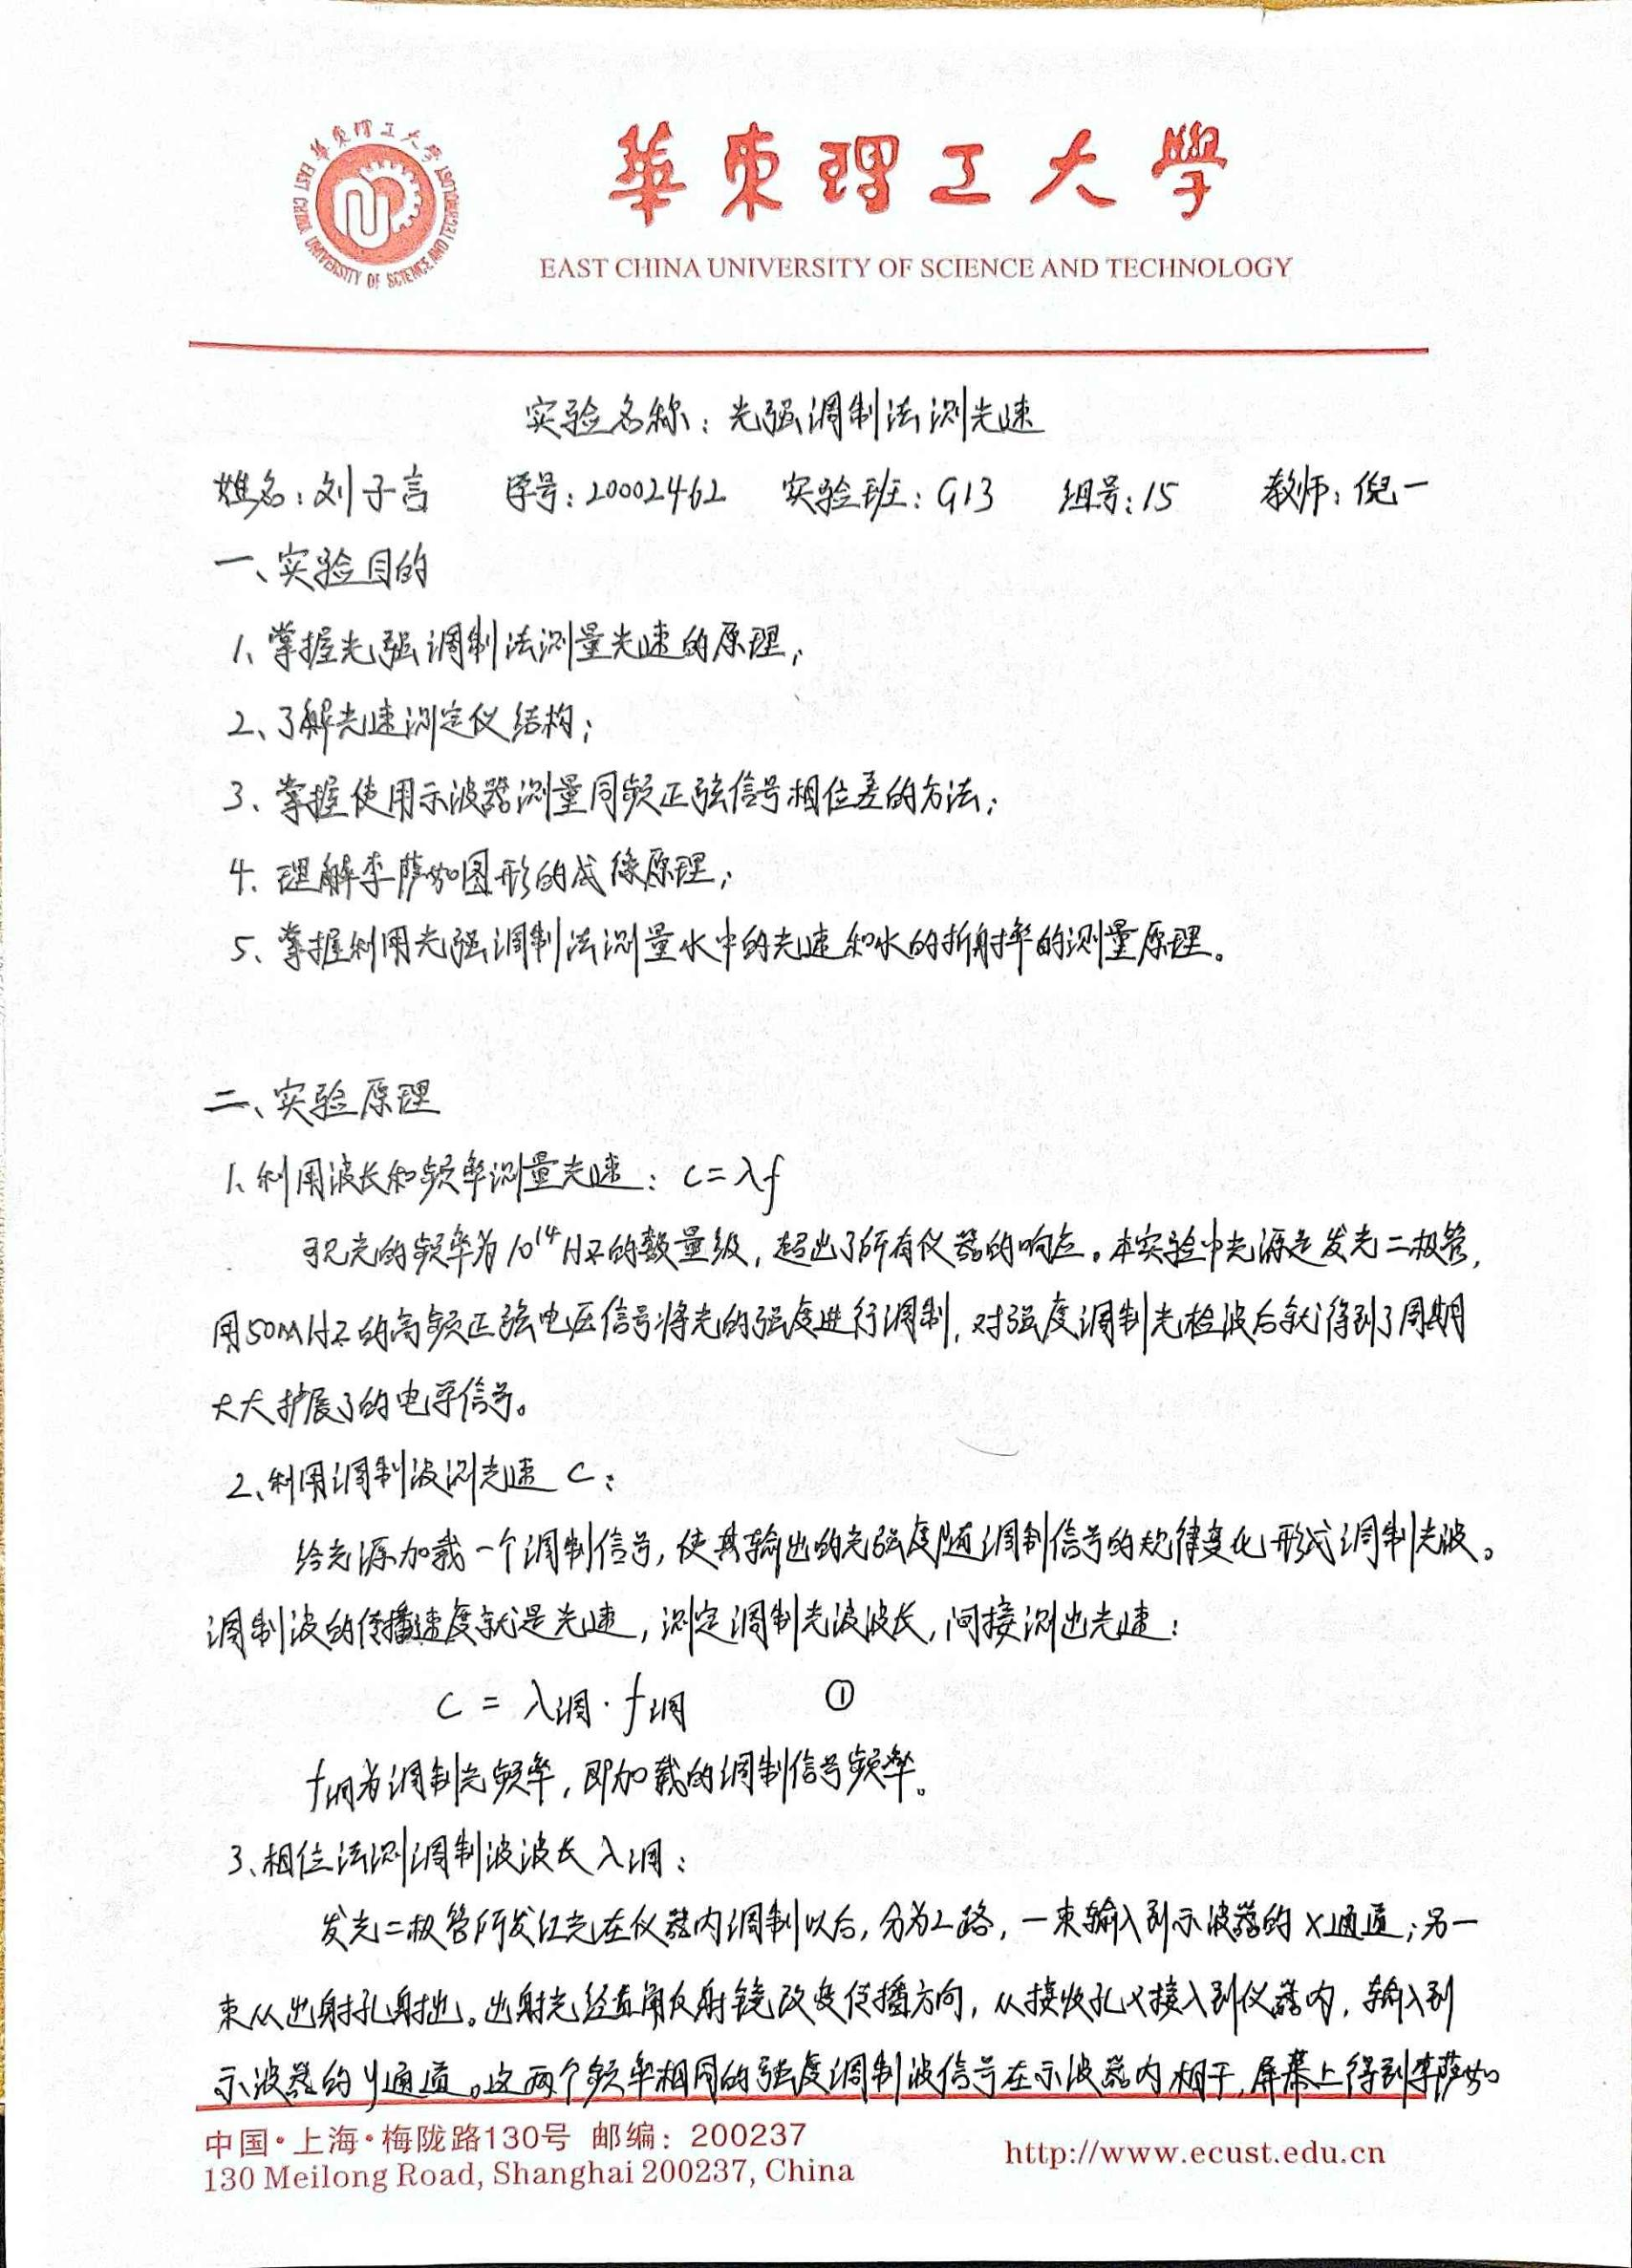 華東理工大學
EAST CHINA UNIVERSITY OF SCIENCE AND TECHNOLOGY
華東理工大學
EAST CHINA UNIVERSITY OF SCIENCE AND TECHNOLOGY
实验名称：光强调制法测光速
姓名：刘子言 学号：20002462 实验班：G13 组号：15 教师：倪一
一、实验目的
1、掌握光强调制法测量光速的原理；
2、了解光速测定仪结构；
3、掌握使用示波器测量同频正弦信号相位差的方法；
4、理解李萨如图形的成像原理；
5、掌握利用光强调制法测量水中的光速和水的折射率的测量原理。
二、实验原理
1、利用波长和频率测量光速：c=λf
可见光的频率为10¹⁴HZ的数量级，超出了所有仪器的响应。本实验中光源是发光二极管，
用50MHZ的高频正弦电压信号将光的强度进行调制，对强度调制光检波后就得到了周期
大大扩展了的电子信号。
2、利用调制波测光速 C：
给光源加载一个调制信号，使其输出的光强度随调制信号的规律变化形成调制光波。
调制波的传播速度就是光速，测定调制光波波长，间接测出光速：
C = λ调·f调 ①
f调为调制光频率，即加载的调制信号频率。
3、相位法测调制波波长λ调：
发光二极管所发红光在仪器内调制以后，分为2路，一束输入到示波器的X通道；另一
束从出射孔射出。出射光经直角反射镜改变传播方向，从接收孔又接入到仪器内，输入到
示波器的y通道。这两个频率相同的强度调制波信号在示波器内相干，屏幕上得到李萨如
中国·上海·梅陇路130号 邮编：200237
130 Meilong Road, Shanghai 200237, China
http://www.ecust.edu.cn